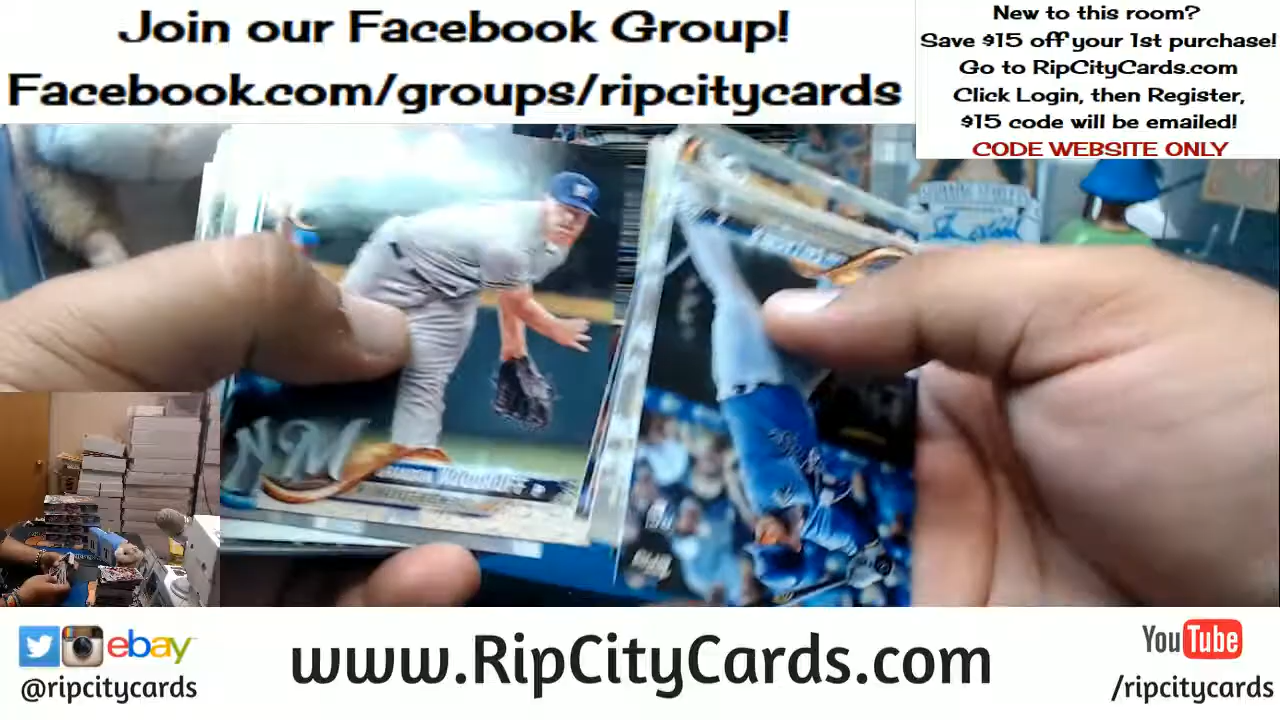 Join our Facebook Group!
Facebook.com/groups/ripcitycards
New to this room?
Save $15 off your 1st purchase!
Go to RipCityCards.com
Click Login, then Register,
$15 code will be emailed!
CODE WEBSITE ONLY
ebay
@ripcitycards
www.RipCityCards.com
YouTube
/ripcitycards